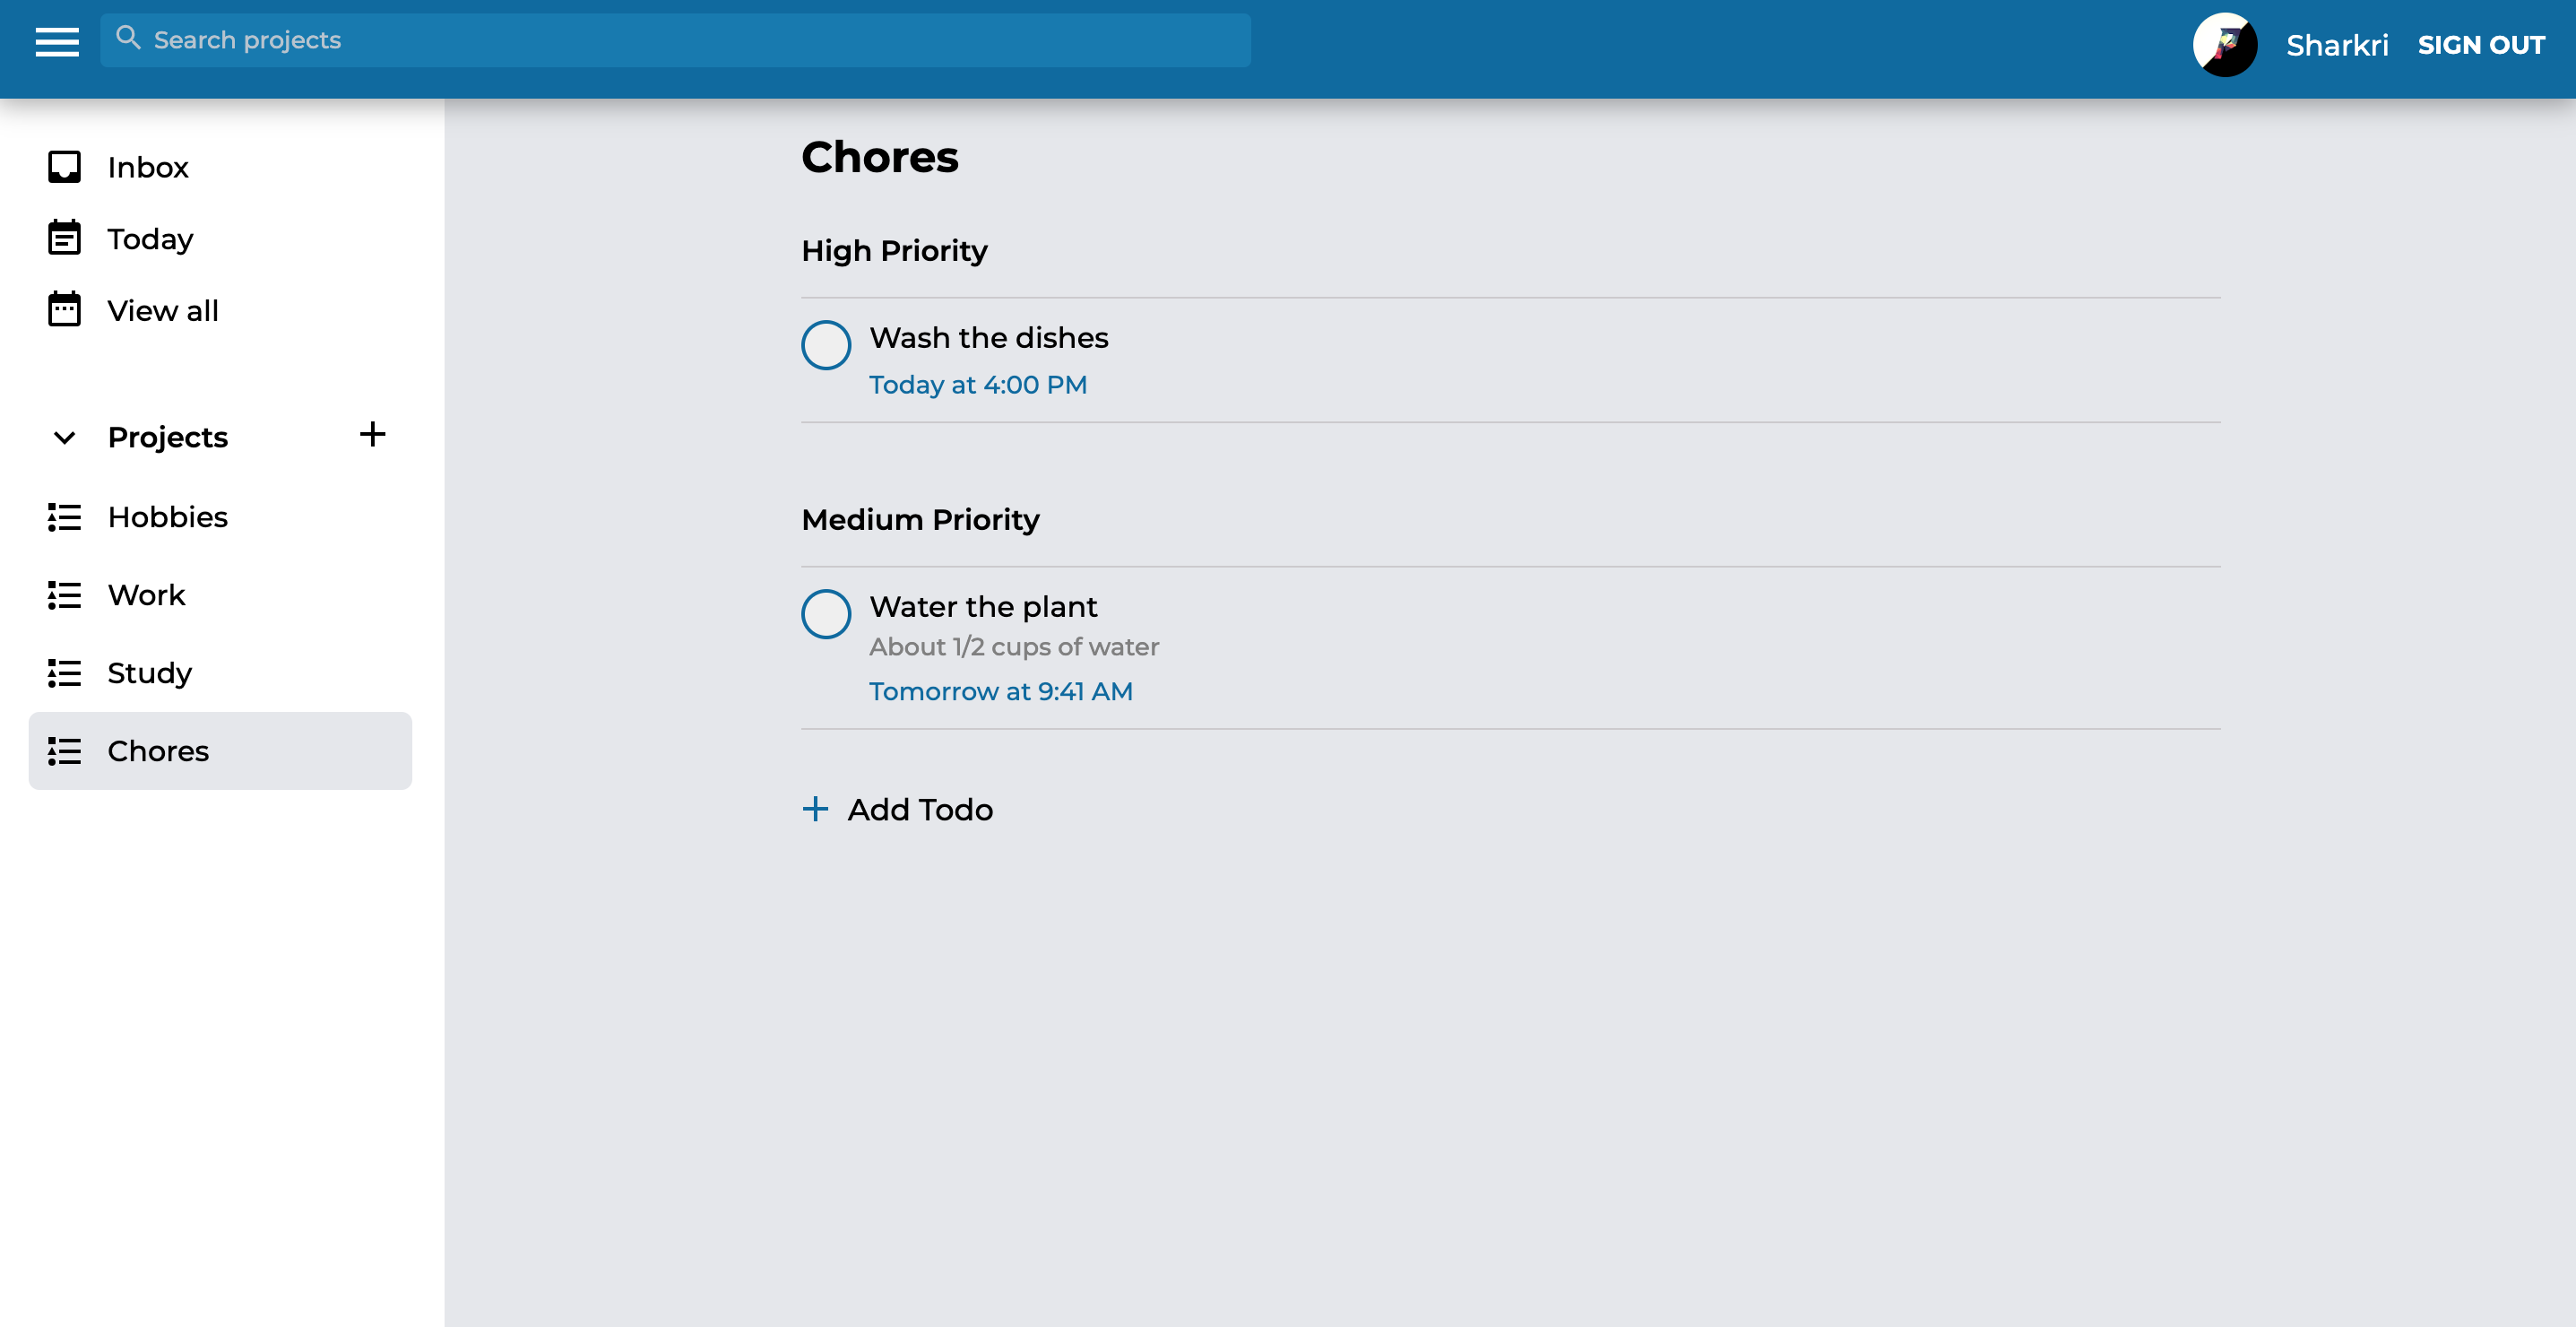 Search projects
Sharkri
SIGN OUT
Inbox
Today
View all
Projects
Hobbies
Work
Study
Chores
Chores
High Priority
Wash the dishes
Today at 4:00 PM
Medium Priority
Water the plant
About 1/2 cups of water
Tomorrow at 9:41 AM
Add Todo